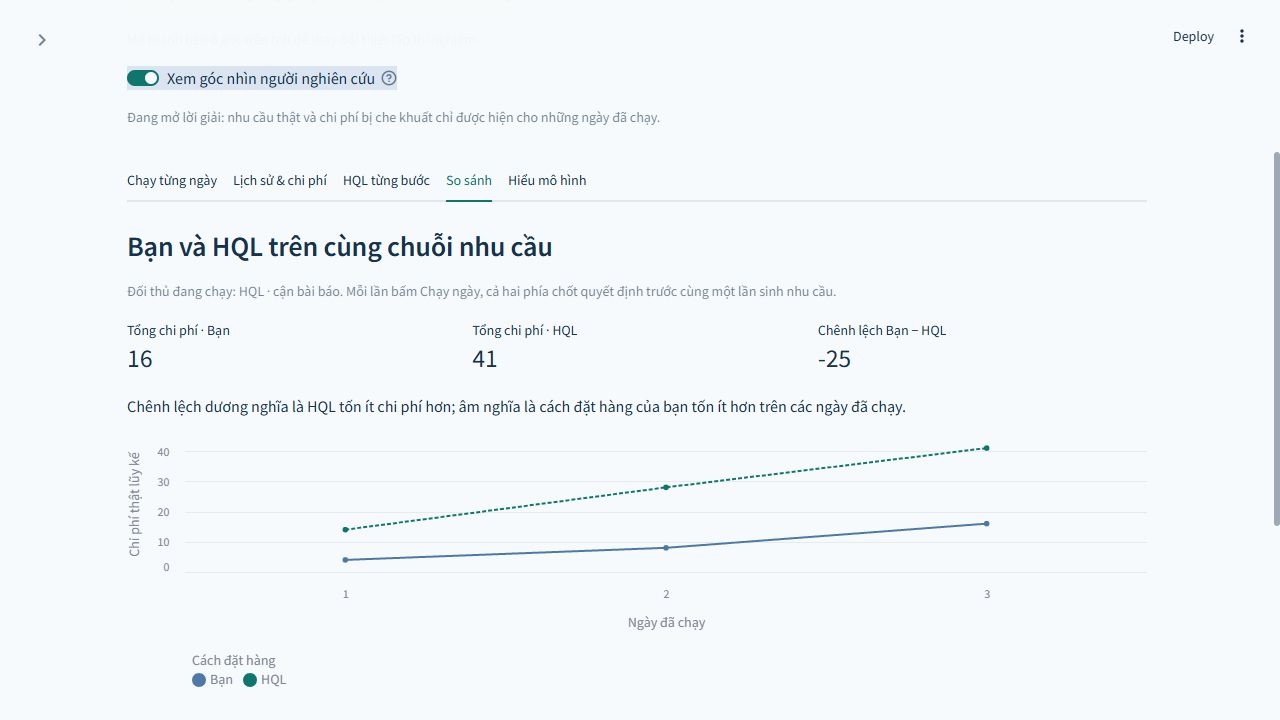 Deploy
Xem góc nhìn người nghiên cứu
Đang mở lời giải: nhu cầu thật và chi phí bị che khuất chỉ được hiện cho những ngày đã chạy.
Chạy từng ngày
Lịch sử & chi phí
HQL từng bước
So sánh
Hiểu mô hình
Bạn và HQL trên cùng chuỗi nhu cầu
Đối thủ đang chạy: HQL · cận bài báo. Mỗi lần bấm Chạy ngày, cả hai phía chốt quyết định trước cùng một lần sinh nhu cầu.
Tổng chi phí · Bạn
16
Tổng chi phí · HQL
41
Chênh lệch Bạn − HQL
-25
Chênh lệch dương nghĩa là HQL tốn ít chi phí hơn; âm nghĩa là cách đặt hàng của bạn tốn ít hơn trên các ngày đã chạy.
Chi phí thật lũy kế
40
30
20
10
0
1
2
3
Ngày đã chạy
Cách đặt hàng
Bạn
HQL